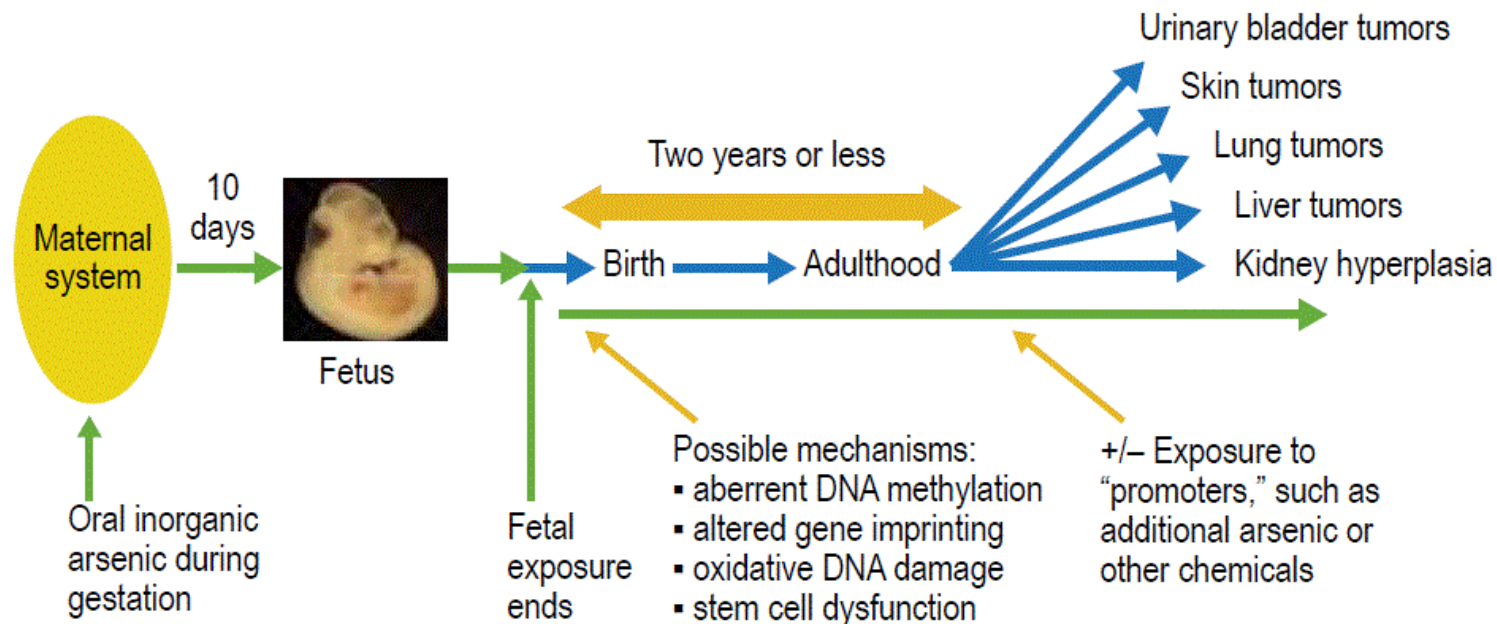 Urinary bladder tumors
Skin tumors
Lung tumors
Liver tumors
Kidney hyperplasia
Two years or less
10
days
Maternal
system
Birth
Adulthood
Fetus
Oral inorganic
arsenic during
gestation
Fetal
exposure
ends
Possible mechanisms:
▪ aberrent DNA methylation
▪ altered gene imprinting
▪ oxidative DNA damage
▪ stem cell dysfunction
+/– Exposure to
“promoters,” such as
additional arsenic or
other chemicals